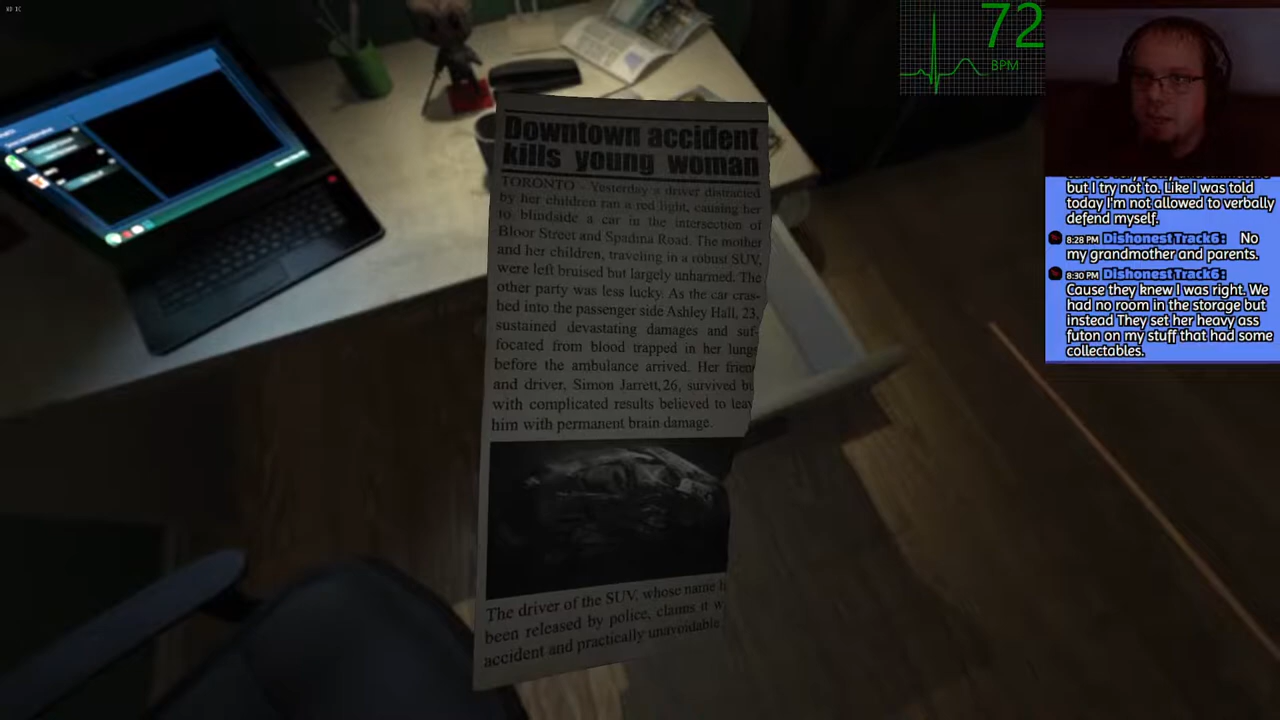 72
BPM
Downtown accident
kills young woman
TORONTO - Yesterday a driver distracted
by her children ran a red light, causing her
to blindside a car in the intersection of
Bloor Street and Spadina Road. The mother
and her children, traveling in a robust SUV,
were left bruised but largely unharmed. The
other party was less lucky. As the car cras-
hed into the passenger side Ashley Hall, 23,
sustained devastating damages and suf-
focated from blood trapped in her lungs
before the ambulance arrived. Her frien
and driver, Simon Jarrett, 26, survived bu
with complicated results believed to leav
him with permanent brain damage.
The driver of the SUV, whose name h
been released by police, claims it w
accident and practically unavoidable
but I try not to. Like I was told
today I'm not allowed to verbally
defend myself.
8:28 PM DishonestTrack6: No
my grandmother and parents.
8:30 PM DishonestTrack6:
Cause they knew I was right. We
had no room in the storage but
instead They set her heavy ass
futon on my stuff that had some
collectables.